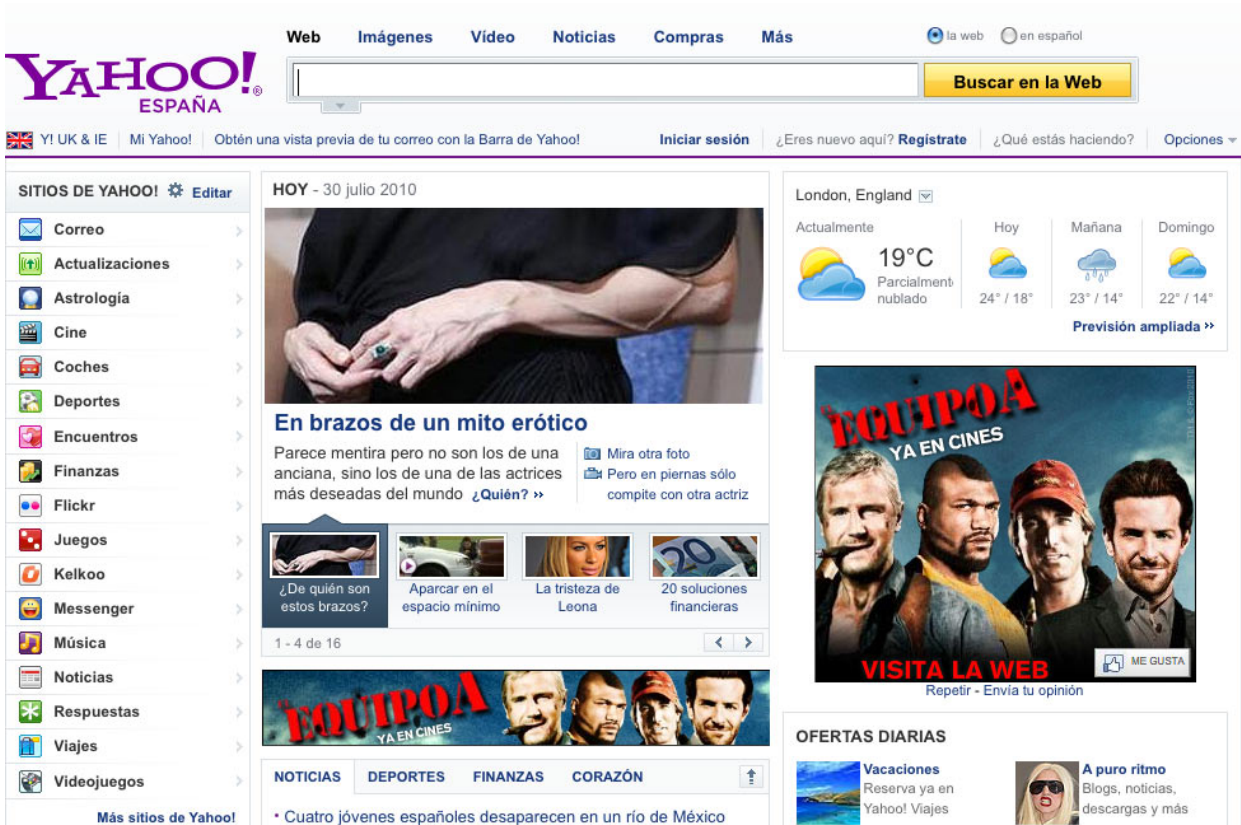 Web Imágenes Vídeo Noticias Compras Más
la web en español
YAHOO!®
ESPAÑA
Buscar en la Web
Y! UK & IE Mi Yahoo! Obtén una vista previa de tu correo con la Barra de Yahoo! Iniciar sesión ¿Eres nuevo aquí? Regístrate ¿Qué estás haciendo? Opciones
SITIOS DE YAHOO! Editar
Correo
Actualizaciones
Astrología
Cine
Coches
Deportes
Encuentros
Finanzas
Flickr
Juegos
Kelkoo
Messenger
Música
Noticias
Respuestas
Viajes
Videojuegos
Más sitios de Yahoo!
HOY - 30 julio 2010
En brazos de un mito erótico
Parece mentira pero no son los de una
anciana, sino los de una de las actrices
más deseadas del mundo ¿Quién? ››
Mira otra foto
Pero en piernas sólo
compite con otra actriz
¿De quién son
estos brazos?
Aparcar en el
espacio mínimo
La tristeza de
Leona
20
20 soluciones
financieras
1 - 4 de 16
EQUIPO A
YA EN CINES
NOTICIAS DEPORTES FINANZAS CORAZÓN
• Cuatro jóvenes españoles desaparecen en un río de México
London, England
Actualmente Hoy Mañana Domingo
19°C
Parcialment
nublado
24° / 18° 23° / 14° 22° / 14°
Previsión ampliada ››
EL EQUIPO A
YA EN CINES
VISITA LA WEB
ME GUSTA
Repetir - Envía tu opinión
OFERTAS DIARIAS
Vacaciones
Reserva ya en
Yahoo! Viajes
A puro ritmo
Blogs, noticias,
descargas y más